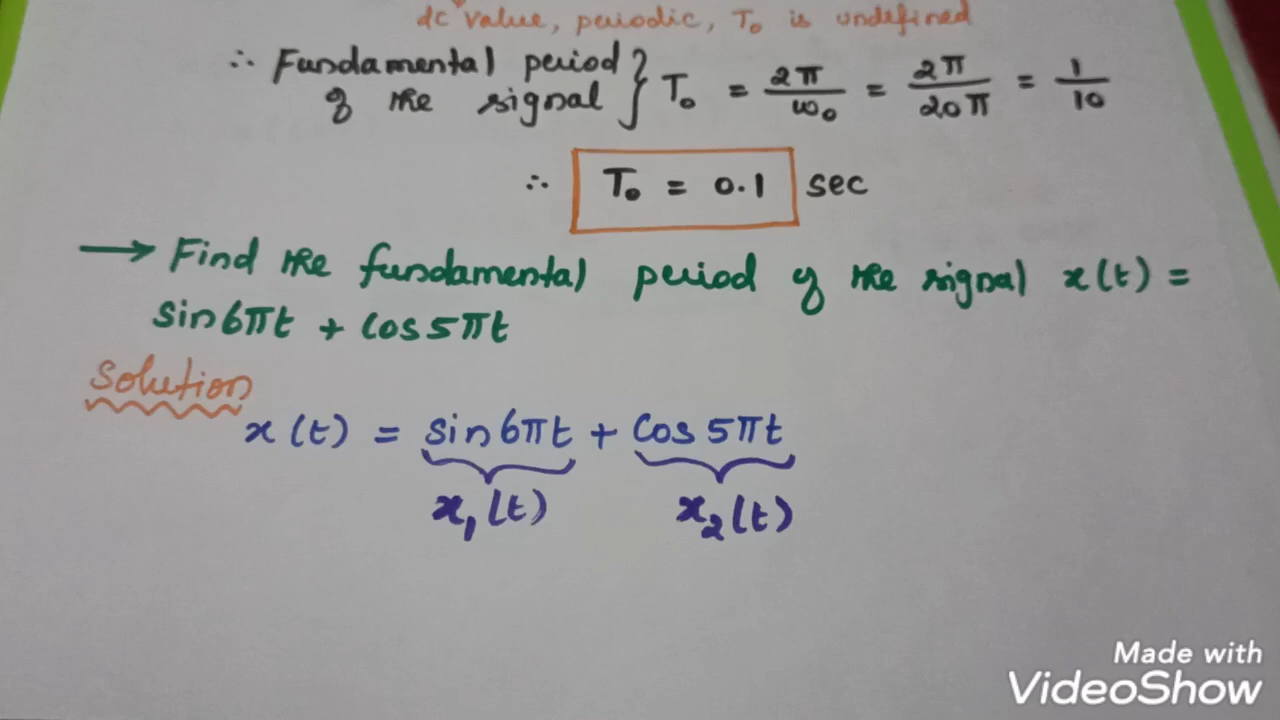 dc value, periodic, T₀ is undefined
∴ Fundamental period of the signal } T₀ = 2π/ω₀ = 2π/20π = 1/10
∴ T₀ = 0.1 sec
→ Find the fundamental period of the signal x(t) =
sin6πt + cos5πt
Solution
x(t) = sin6πt + cos5πt
x₁(t) x₂(t)
Made with
VideoShow